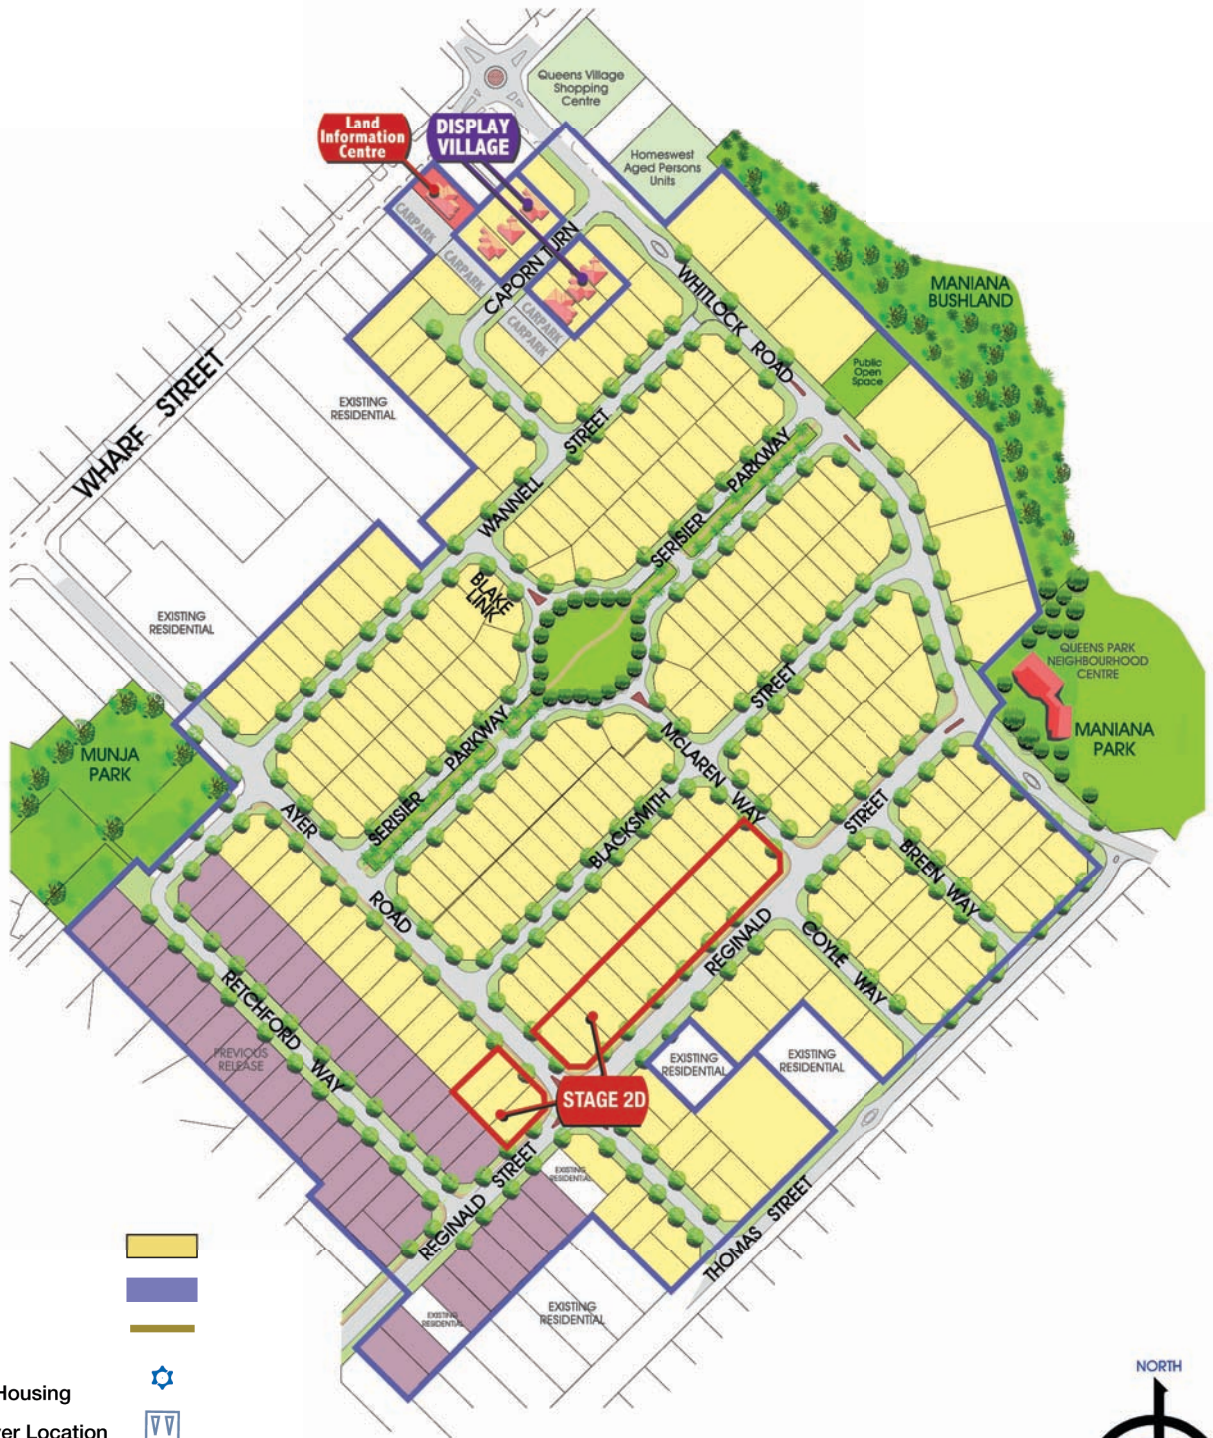 Queens Village
Shopping
Centre
Land
Information
Centre
DISPLAY
VILLAGE
Homeswest
Aged Persons
Units
CARPARK
CARPARK
CAPORN TURN
CARPARK
CARPARK
WHITLOCK ROAD
MANIANA
BUSHLAND
Public
Open
Space
WHARF STREET
EXISTING
RESIDENTIAL
WANNELL STREET
SERISIER PARKWAY
BLAKE
LINK
EXISTING
RESIDENTIAL
QUEENS PARK
NEIGHBOURHOOD
CENTRE
MANIANA
PARK
MUNJA
PARK
SERISIER PARKWAY
MCLAREN WAY
BLACKSMITH STREET
AYER ROAD
REGINALD STREET
BREEN WAY
COYLE WAY
RETCHFORD WAY
PREVIOUS
RELEASE
EXISTING
RESIDENTIAL
EXISTING
RESIDENTIAL
STAGE 2D
EXISTING
RESIDENTIAL
REGINALD STREET
THOMAS STREET
EXISTING
RESIDENTIAL
EXISTING
RESIDENTIAL
NORTH
Housing
er Location